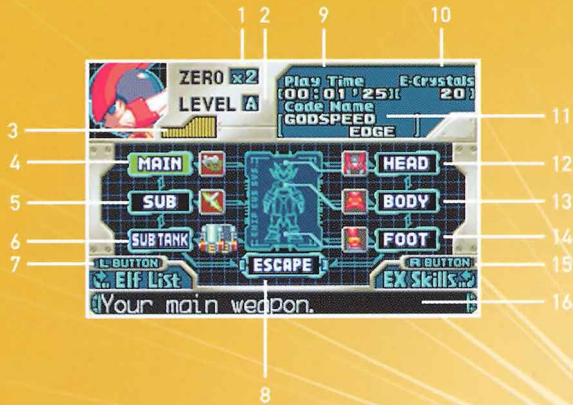 1
2
9
10
ZERO x2
LEVEL A
3
Play Time E-Crystals
[00:01'25][ 20]
Code Name
GODSPEED
EDGE
11
4
MAIN
HEAD
12
5
SUB
BODY
13
6
SUB TANK
FOOT
14
7
L BUTTON
Elf List
ESCAPE
R BUTTON
EX Skills
15
Your main weapon.
16
8